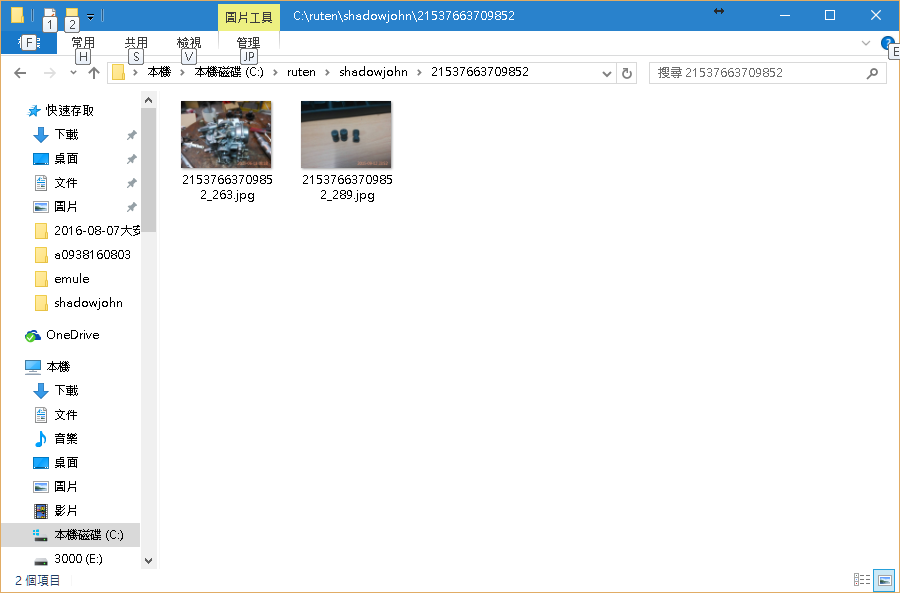 圖片工具
C:\ruten\shadowjohn\21537663709852
1
2
F
常用
共用
檢視
管理
H
S
V
JP
E
本機 > 本機磁碟 (C:) > ruten > shadowjohn > 21537663709852
搜尋 21537663709852
快速存取
下載
桌面
文件
圖片
2016-08-07大安
a0938160803
emule
shadowjohn
OneDrive
本機
下載
文件
音樂
桌面
圖片
影片
本機磁碟 (C:)
3000 (E:)
2153766370985
2_263.jpg
2153766370985
2_289.jpg
2 個項目